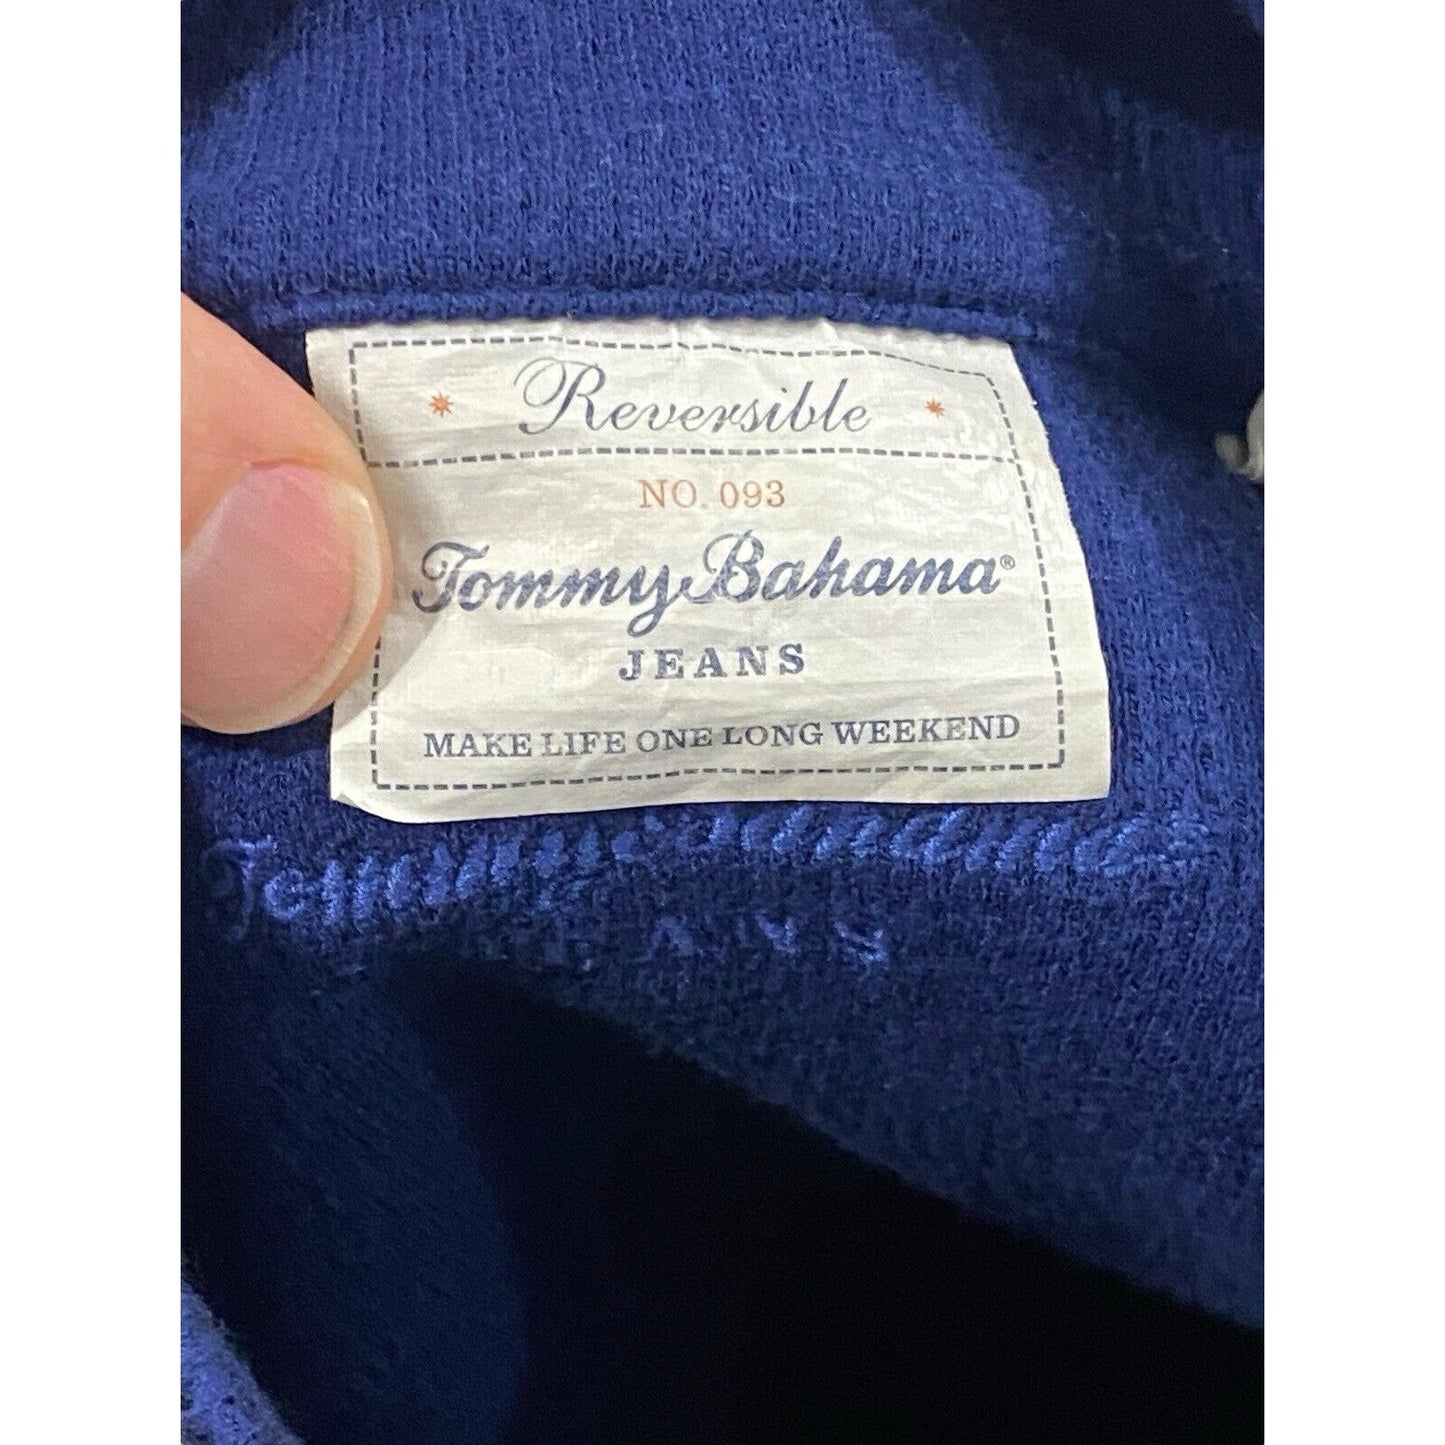 Reversible
NO. 093
Tommy Bahama®
JEANS
MAKE LIFE ONE LONG WEEKEND